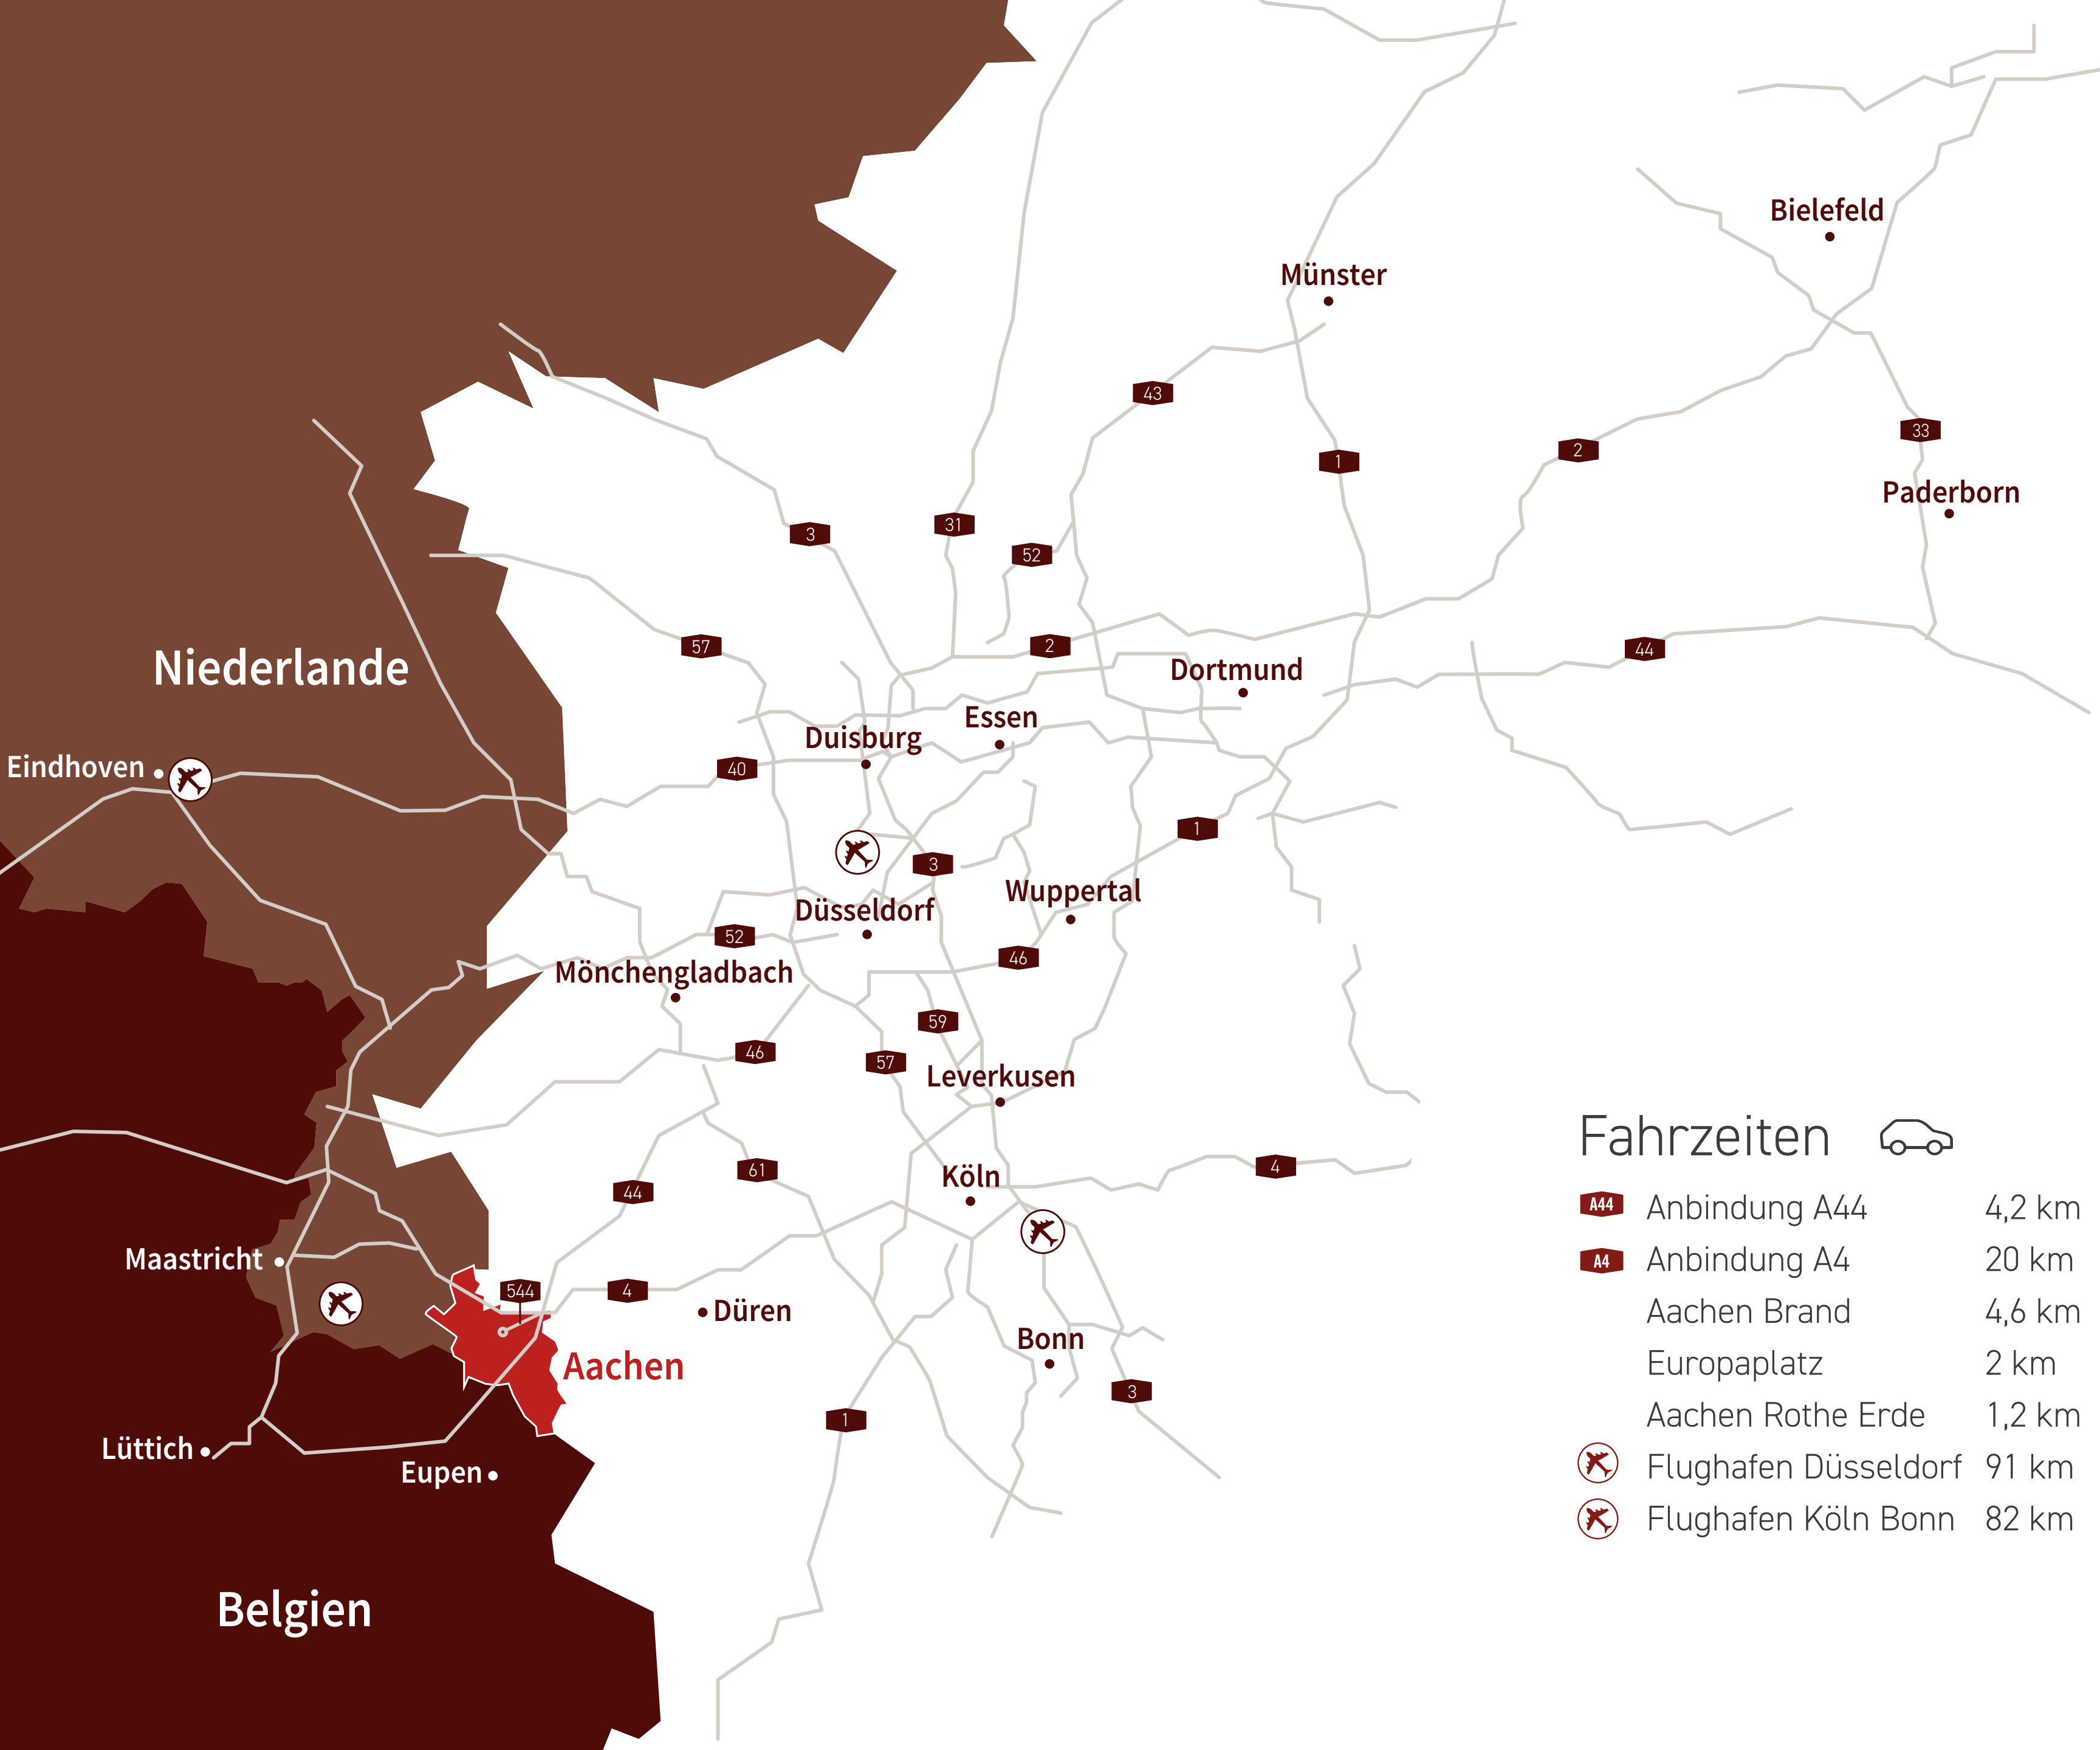 Bielefeld
Münster
43
33
1
2
Paderborn
31
3
52
57
2
44
Niederlande
Dortmund
Essen
Duisburg
Eindhoven
40
1
3
Wuppertal
Düsseldorf
52
46
Mönchengladbach
59
46
57
Leverkusen
61
Köln
4
44
Maastricht
544
4
Düren
Bonn
Aachen
3
1
Lüttich
Eupen
Belgien
Fahrzeiten
A44 Anbindung A44 4,2 km
A4 Anbindung A4 20 km
Aachen Brand 4,6 km
Europaplatz 2 km
Aachen Rothe Erde 1,2 km
Flughafen Düsseldorf 91 km
Flughafen Köln Bonn 82 km